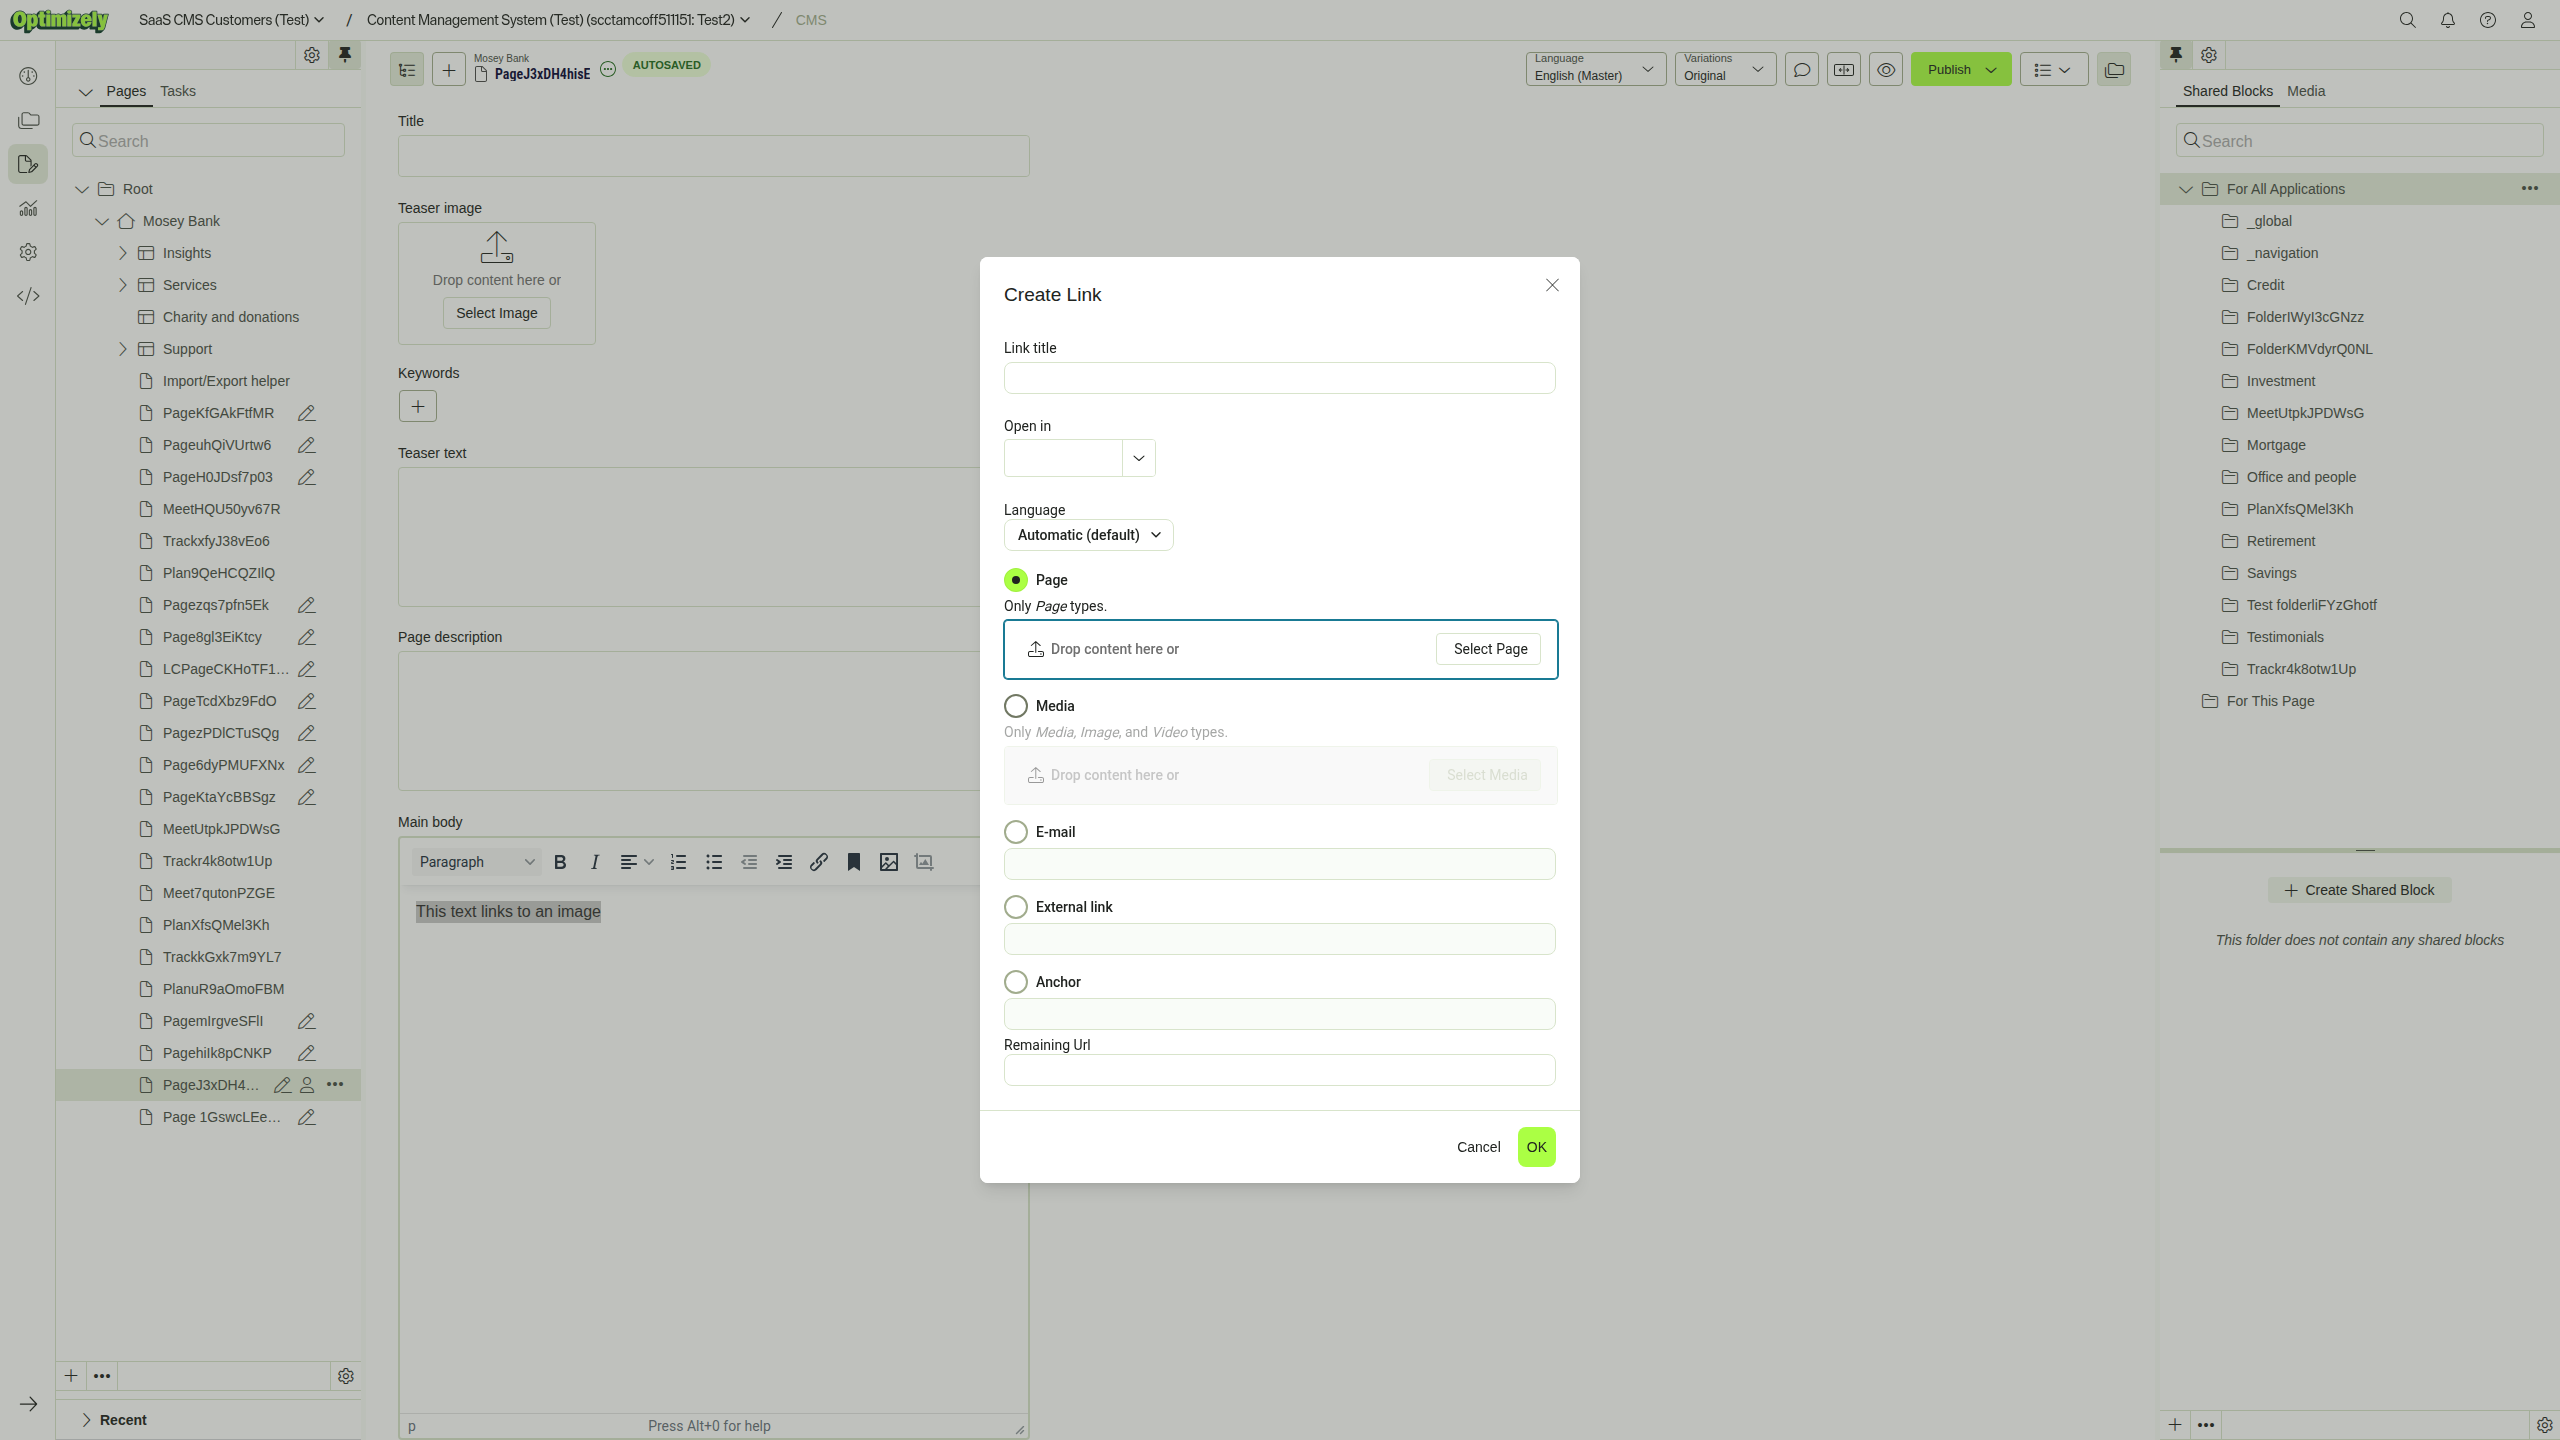 Optimizely
SaaS CMS Customers (Test) / Content Management System (Test) (scctamcoff511151: Test2) / CMS
Pages Tasks
Search
Root
Mosey Bank
Insights
Services
Charity and donations
Support
Import/Export helper
PageKfGAkFtfMR
PageuhQiVUrtw6
PageH0JDsf7p03
MeetHQU50yv67R
TrackxfyJ38vEo6
Plan9QeHCQZIlQ
Pagezqs7pfn5Ek
Page8gl3EiKtcy
LCPageCKHoTF1...
PageTcdXbz9FdO
PagezPDlCTuSQg
Page6dyPMUFXNx
PageKtaYcBBSgz
MeetUtpkJPDWsG
Trackr4k8otw1Up
Meet7qutonPZGE
PlanXfsQMel3Kh
TrackkGxk7m9YL7
PlanuR9aOmoFBM
PagemIrgveSFlI
PagehiIk8pCNKP
PageJ3xDH4...
Page 1GswcLEe...
Recent
Mosey Bank
PageJ3xDH4hisE
AUTOSAVED
Language
English (Master)
Variations
Original
Publish
Title
Teaser image
Drop content here or
Select Image
Keywords
Teaser text
Page description
Main body
Paragraph
This text links to an image
p
Press Alt+0 for help
Create Link
Link title
Open in
Language
Automatic (default)
Page
Only Page types.
Drop content here or
Select Page
Media
Only Media, Image, and Video types.
Drop content here or
Select Media
E-mail
External link
Anchor
Remaining Url
Cancel
OK
Shared Blocks Media
Search
For All Applications
_global
_navigation
Credit
FolderIWyI3cGNzz
FolderKMVdyrQ0NL
Investment
MeetUtpkJPDWsG
Mortgage
Office and people
PlanXfsQMel3Kh
Retirement
Savings
Test folderliFYzGhotf
Testimonials
Trackr4k8otw1Up
For This Page
Create Shared Block
This folder does not contain any shared blocks